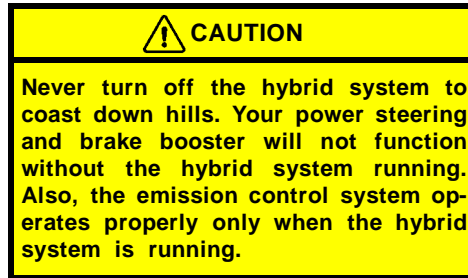 CAUTION
Never turn off the hybrid system to
coast down hills. Your power steering
and brake booster will not function
without the hybrid system running.
Also, the emission control system op-
erates properly only when the hybrid
system is running.